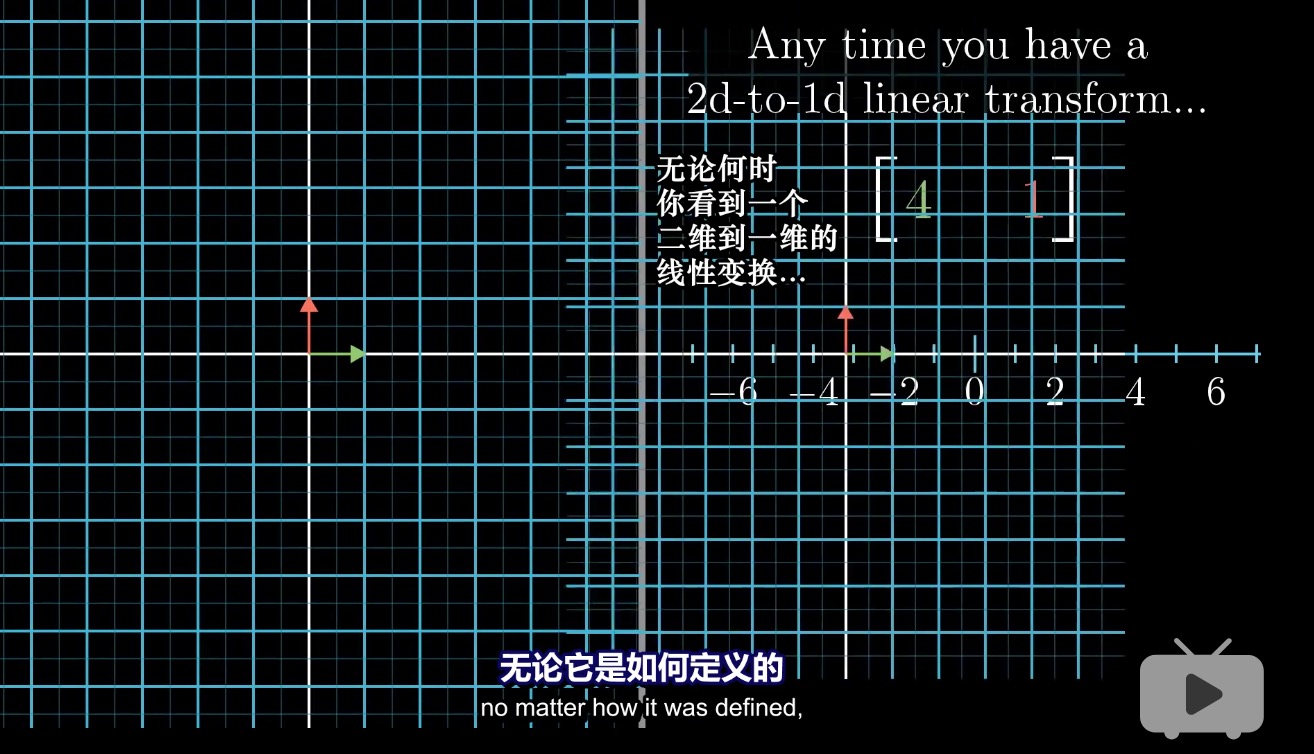 Any time you have a
2d-to-1d linear transform...
无论何时
你看到一个
二维到一维的
线性变换...
4 1
−6 −4 −2 0 2 4 6
无论它是如何定义的
no matter how it was defined,